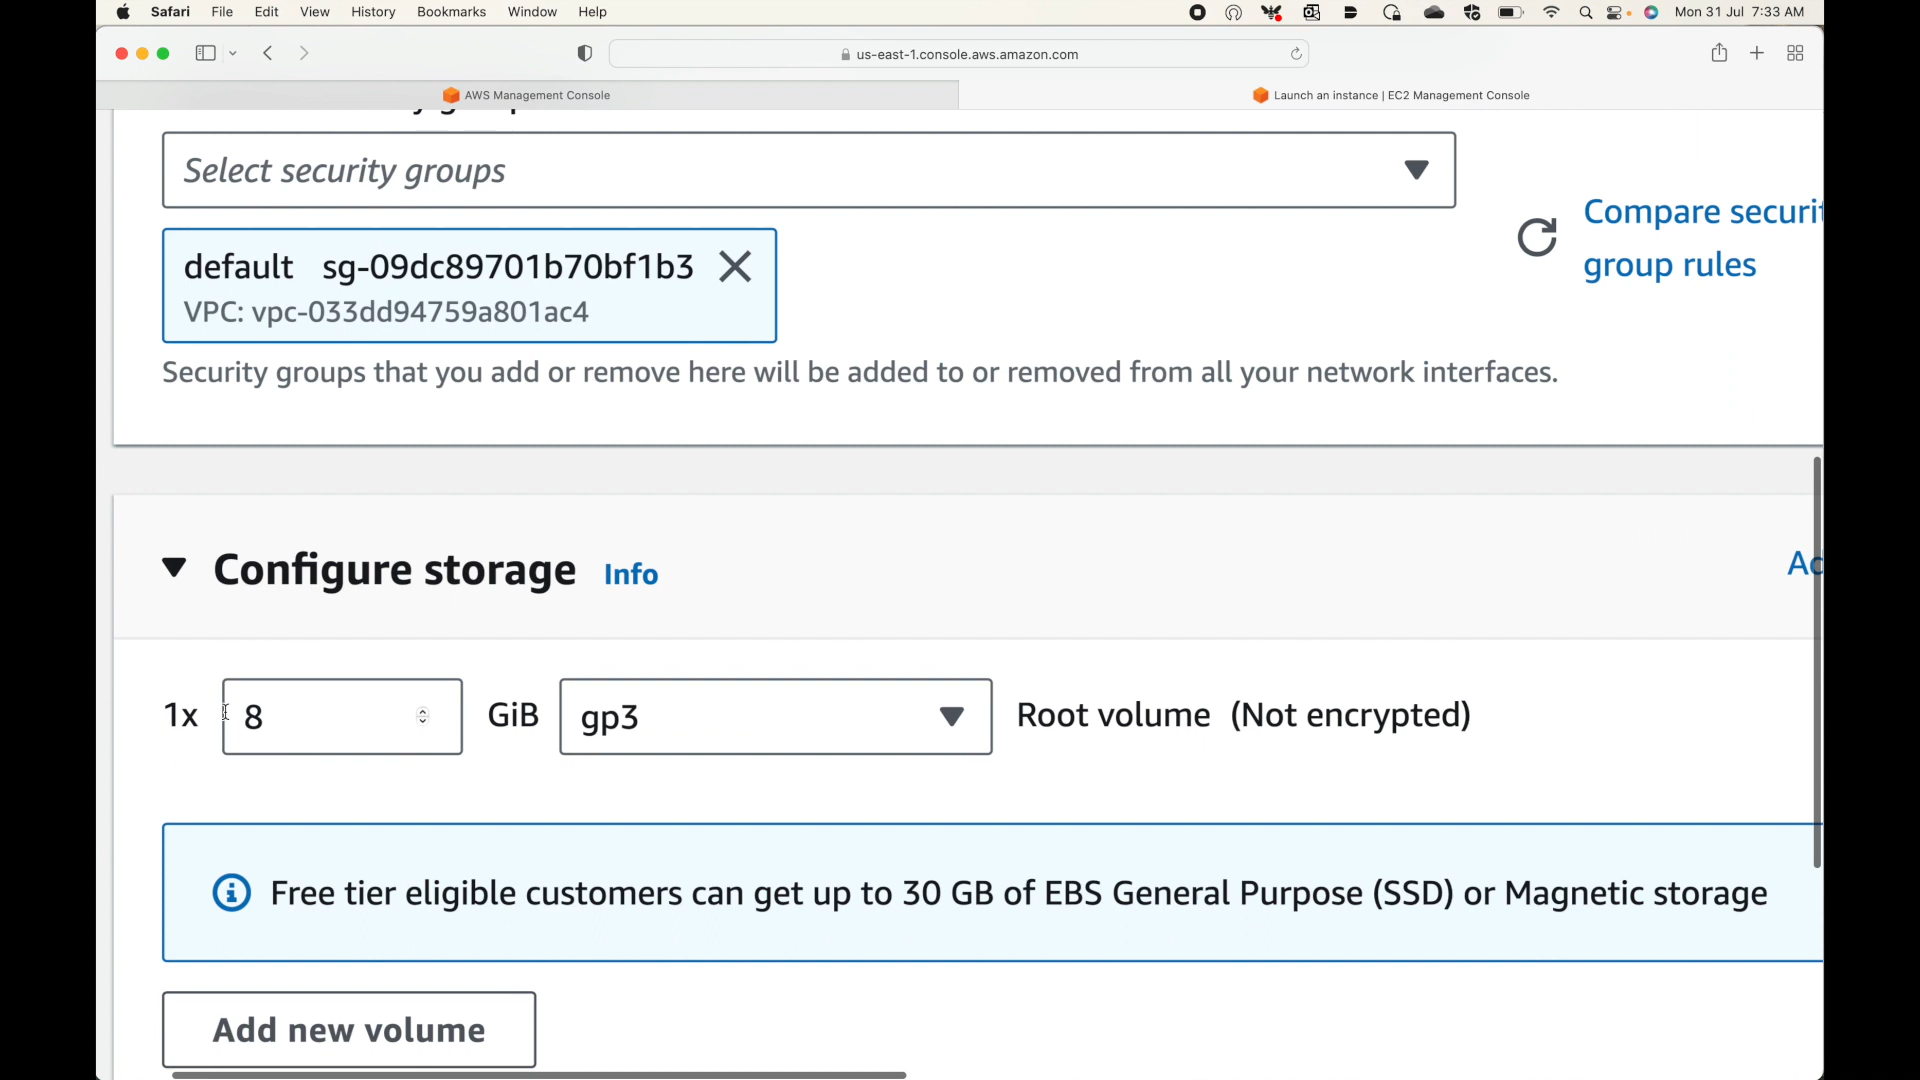 Safari File Edit View History Bookmarks Window Help Mon 31 Jul 7:33 AM
us-east-1.console.aws.amazon.com
AWS Management Console
Launch an instance | EC2 Management Console
Select security groups
Compare securit
group rules
default sg-09dc89701b70bf1b3
VPC: vpc-033dd94759a801ac4
Security groups that you add or remove here will be added to or removed from all your network interfaces.
Configure storage Info
Ad
1x 8 GiB gp3 Root volume (Not encrypted)
Free tier eligible customers can get up to 30 GB of EBS General Purpose (SSD) or Magnetic storage
Add new volume